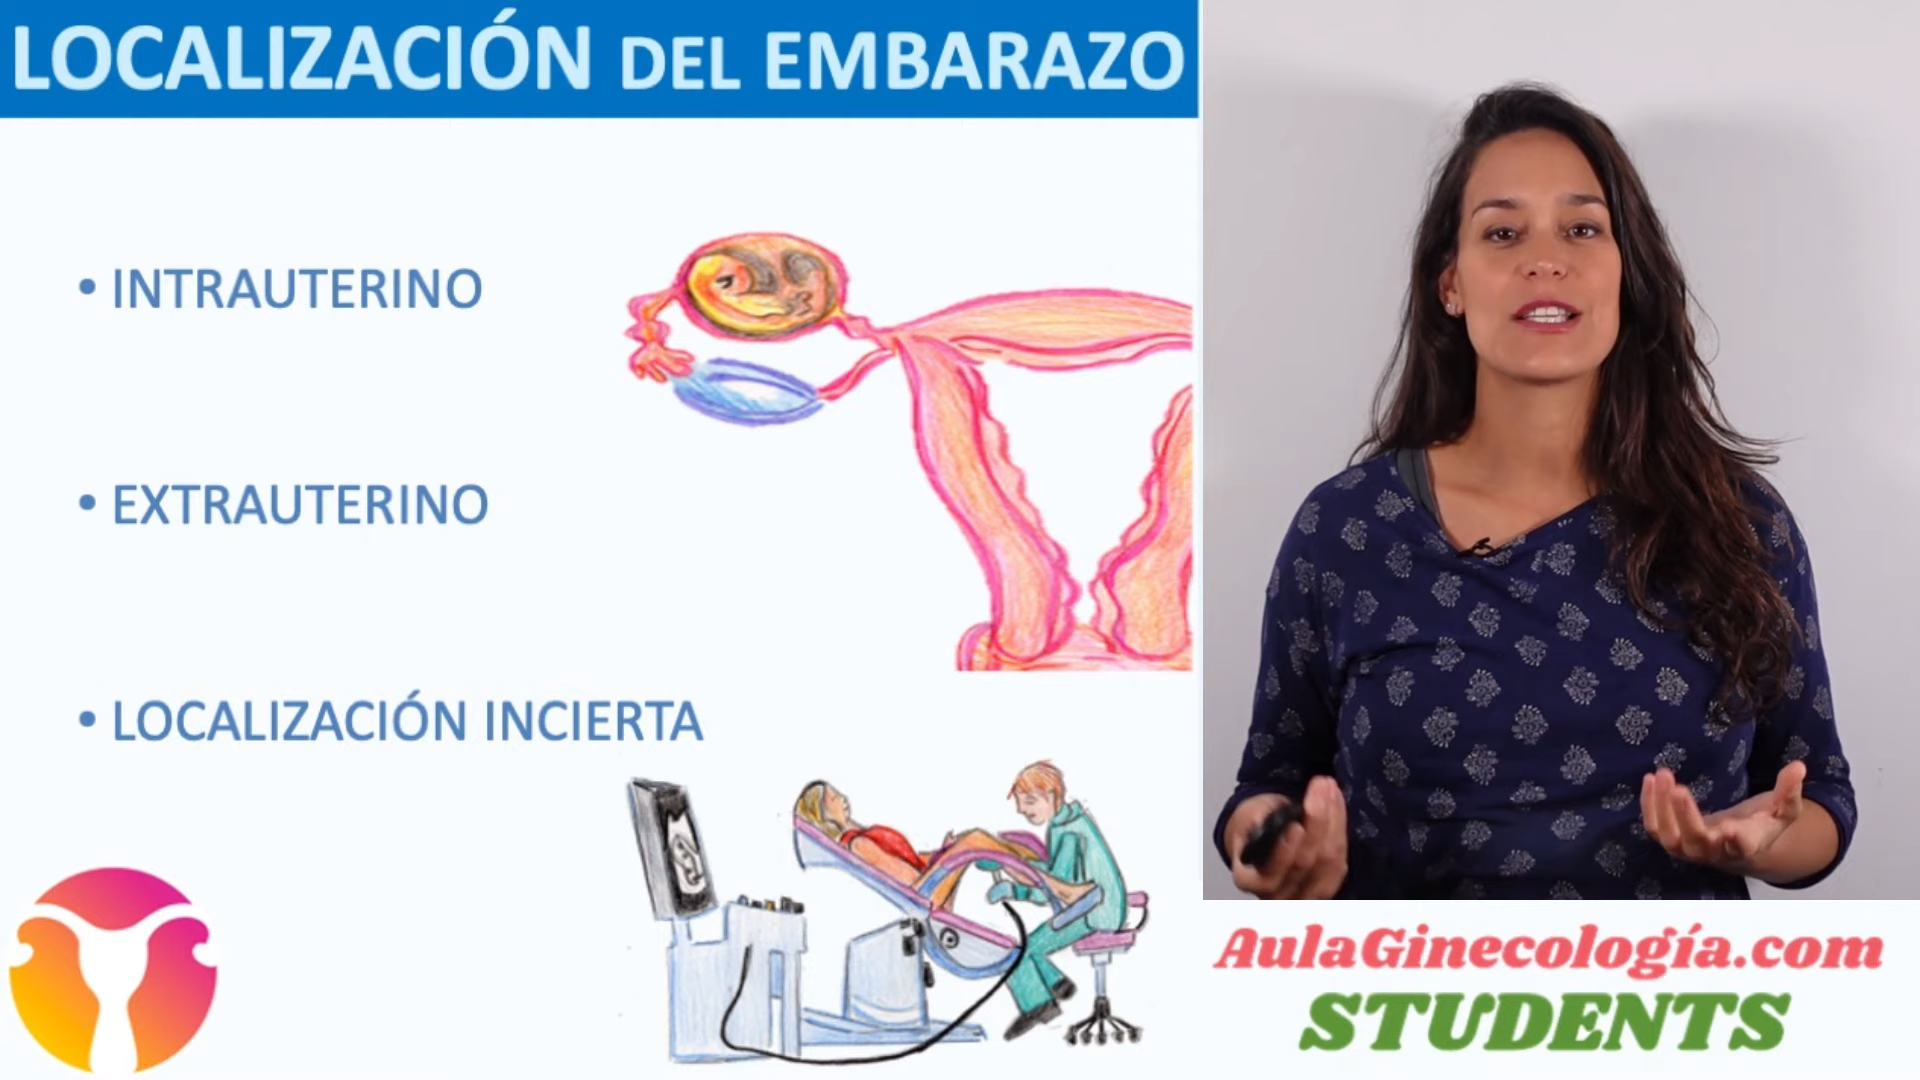 LOCALIZACIÓN DEL EMBARAZO
• INTRAUTERINO
• EXTRAUTERINO
• LOCALIZACIÓN INCIERTA
AulaGinecología.com
STUDENTS